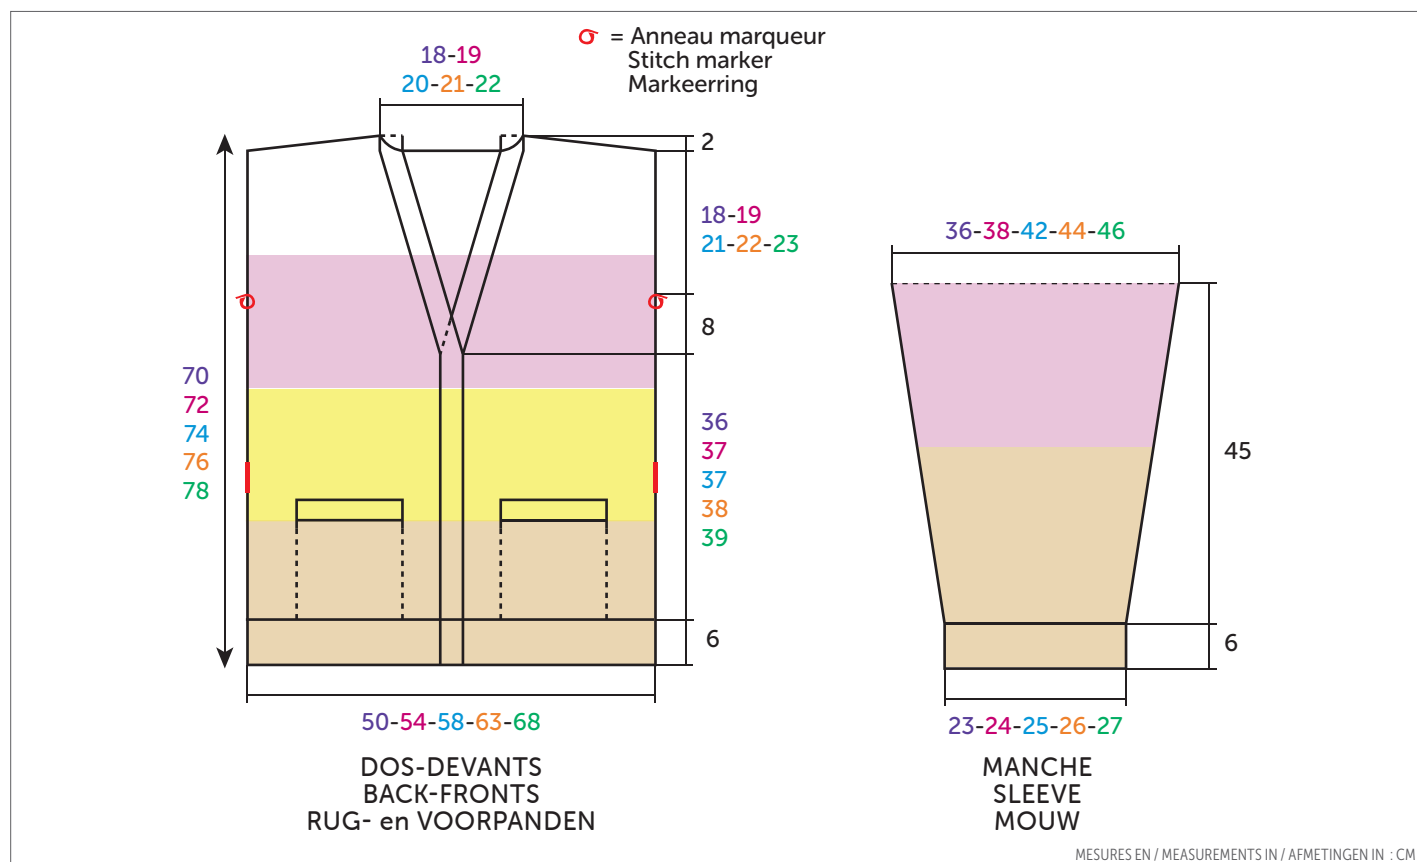 = Anneau marqueur
Stitch marker
Markeerring
18-19
20-21-22
2
18-19
21-22-23
8
70
72
74
76
78
36
37
37
38
39
6
50-54-58-63-68
DOS-DEVANTS
BACK-FRONTS
RUG- en VOORPANDEN
36-38-42-44-46
45
6
23-24-25-26-27
MANCHE
SLEEVE
MOUW
MESURES EN / MEASUREMENTS IN / AFMETINGEN IN : CM